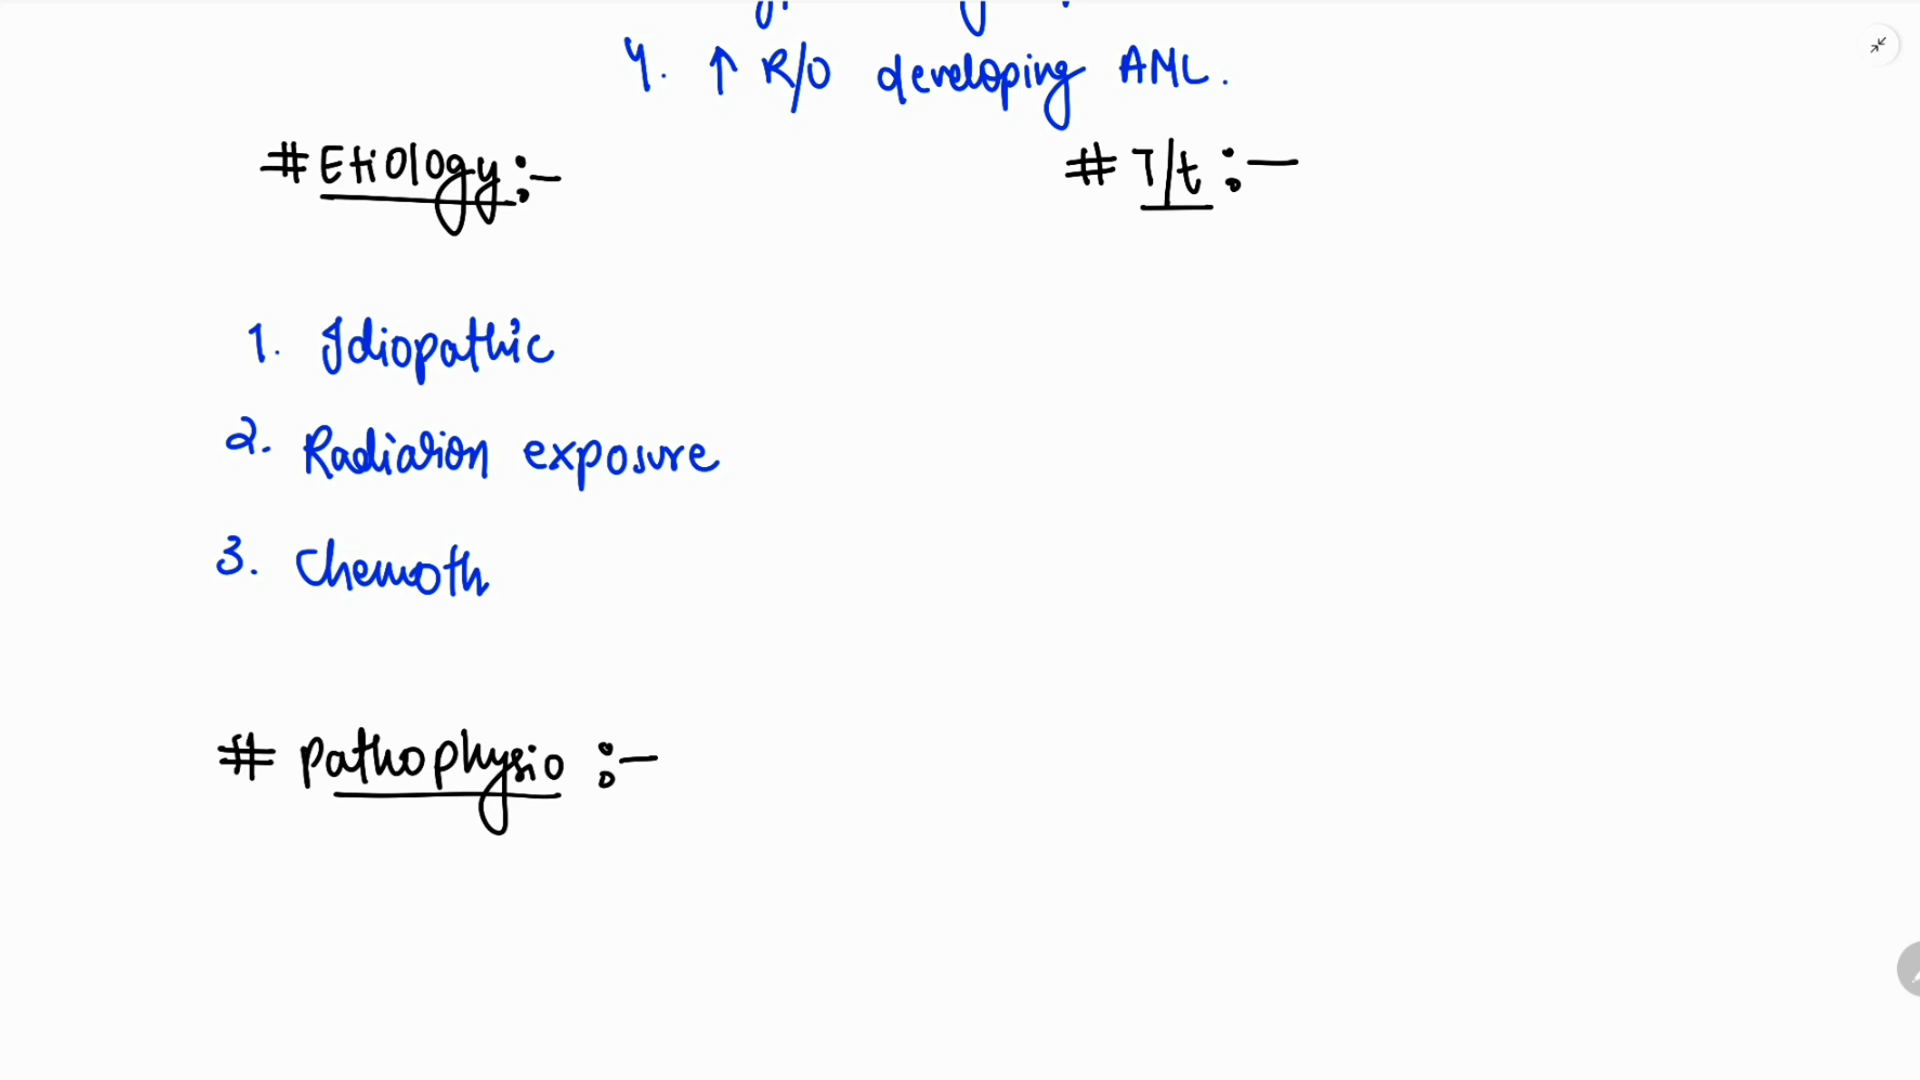 4. ↑ R/O developing AML.
# Etiology :-
# T/t :-
1. Idiopathic
2. Radiation exposure
3. Chemoth
# Pathophysio :-